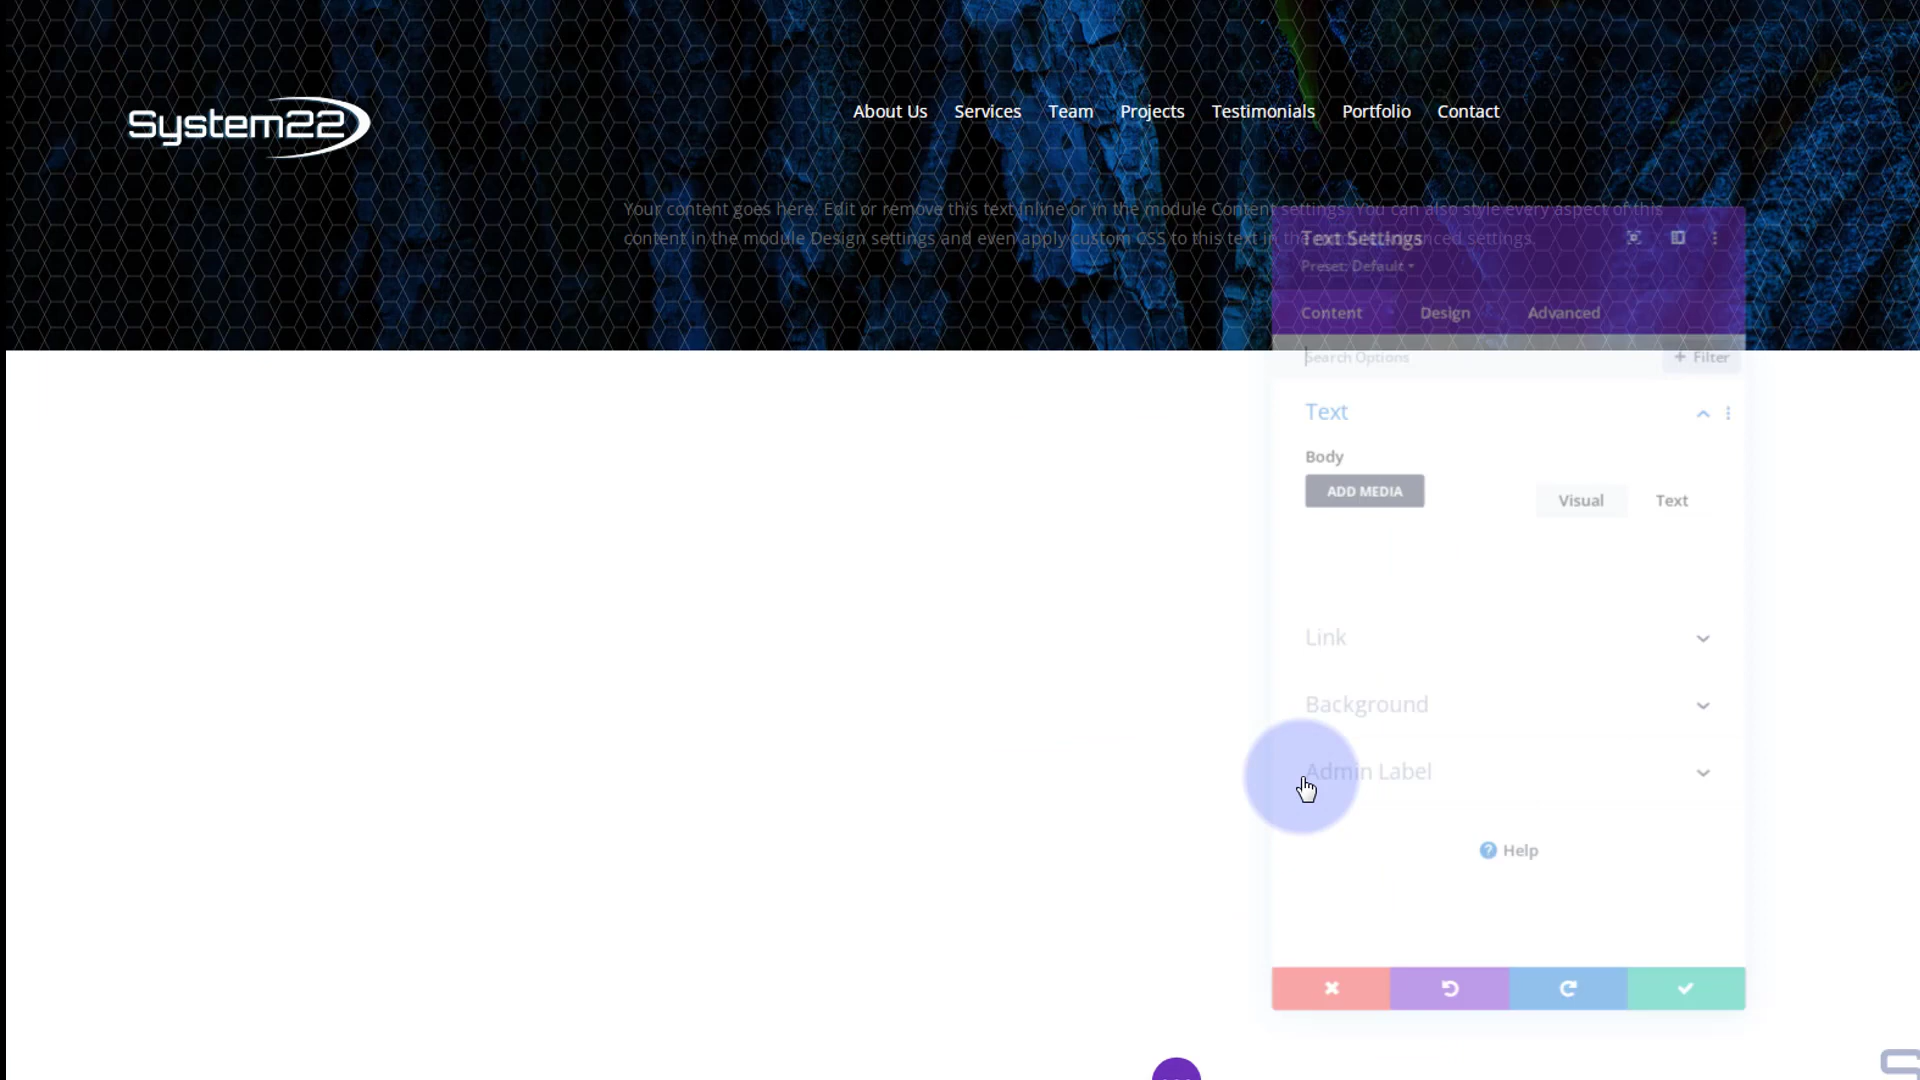 System22
About Us Services Team Projects Testimonials Portfolio Contact
Your content goes here. Edit or remove this text inline or in the module Content settings. You can also style every aspect of this
content in the module Design settings and even apply custom CSS to this text in the module Advanced settings.
Text Settings
Preset: Default
Content Design Advanced
Search Options
+ Filter
Text
Body
ADD MEDIA
Visual Text
Link
Background
Admin Label
Help